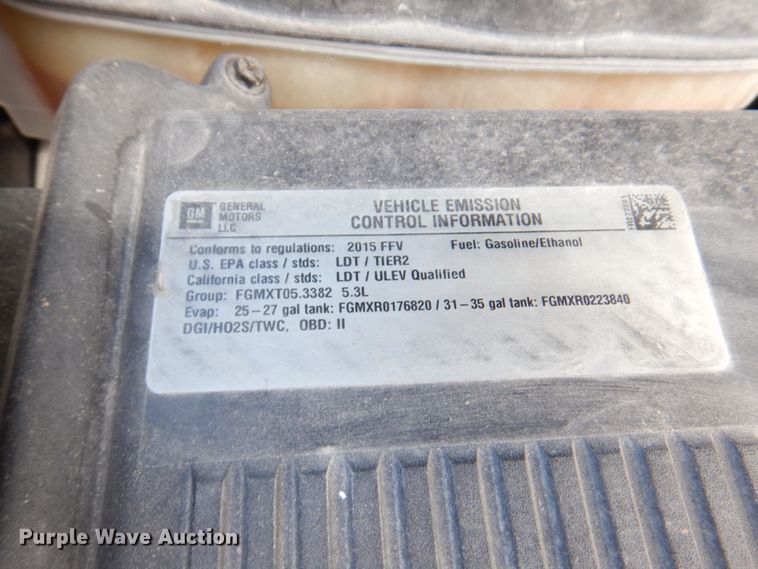 GM
GENERAL
MOTORS
LLC
VEHICLE EMISSION
CONTROL INFORMATION
Conforms to regulations: 2015 FFV Fuel: Gasoline/Ethanol
U.S. EPA class / stds: LDT / TIER2
California class / stds: LDT / ULEV Qualified
Group: FGMXT05.3382 5.3L
Evap: 25-27 gal tank: FGMXR0176820 / 31-35 gal tank: FGMXR0223840
DGI/HO2S/TWC, OBD: II
Purple Wave Auction